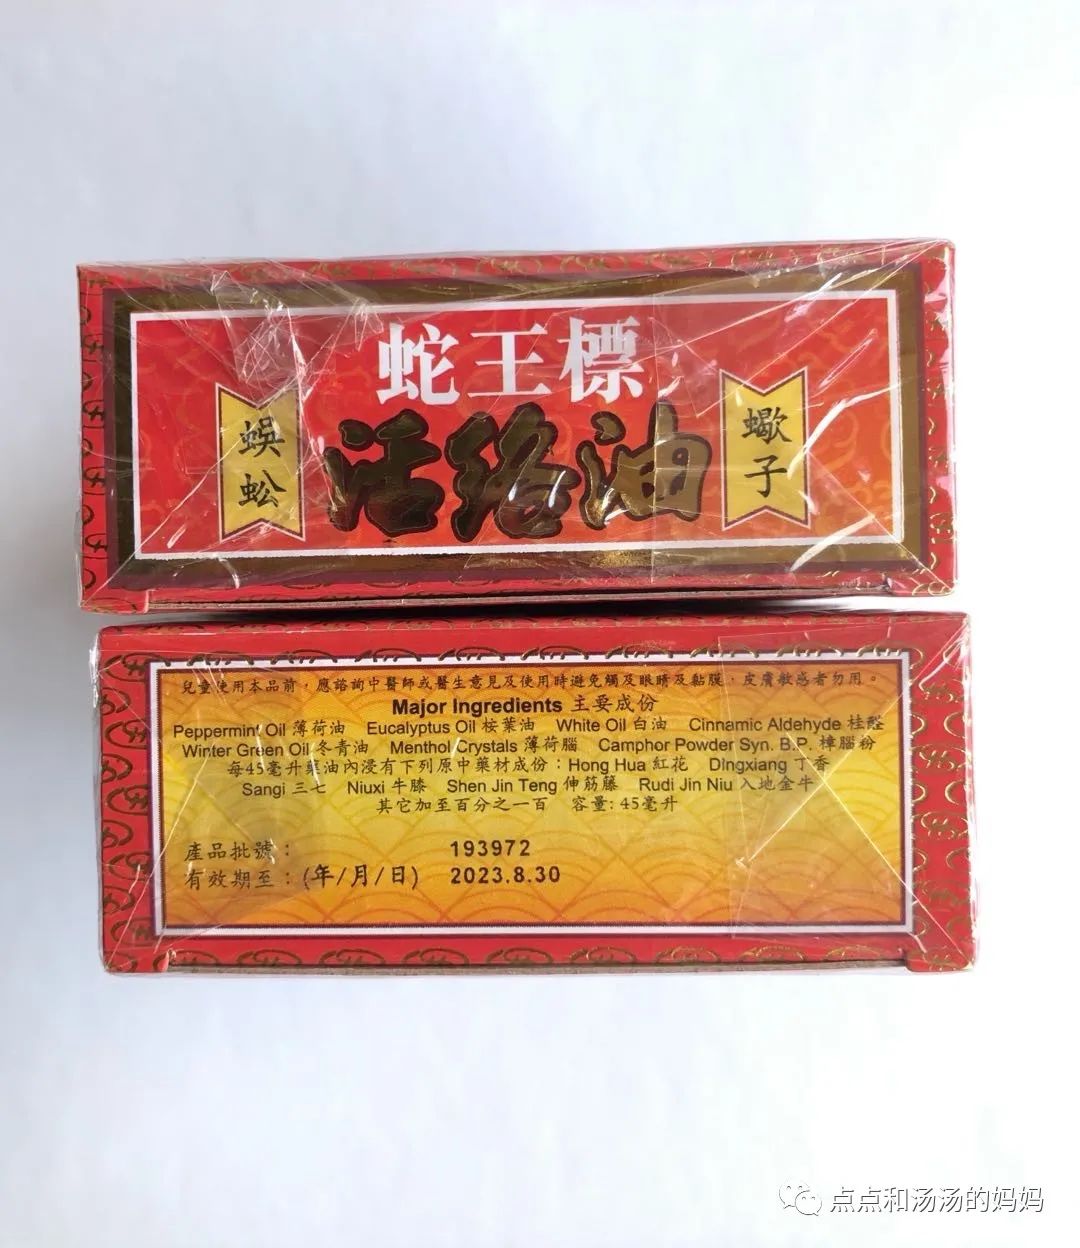 蛇王標
蜈蚣
活絡油
蠍子
兒童使用本品前，應諮詢中醫師或醫生意見及使用時避免觸及眼睛及黏膜，皮膚敏感者勿用。
Major Ingredients 主要成份
Peppermint Oil 薄荷油 Eucalyptus Oil 桉葉油 White Oil 白油 Cinnamic Aldehyde 桂醛
Winter Green Oil 冬青油 Menthol Crystals 薄荷腦 Camphor Powder Syn. B.P. 樟腦粉
每45毫升藥油內浸有下列原中藥材成份：Hong Hua 紅花 Dingxiang 丁香
Sangi 三七 Niuxi 牛膝 Shen Jin Teng 伸筋藤 Rudi Jin Niu 入地金牛
其它加至百分之一百 容量: 45毫升
產品批號： 193972
有效期至：(年/月/日) 2023.8.30
点点和汤汤的妈妈